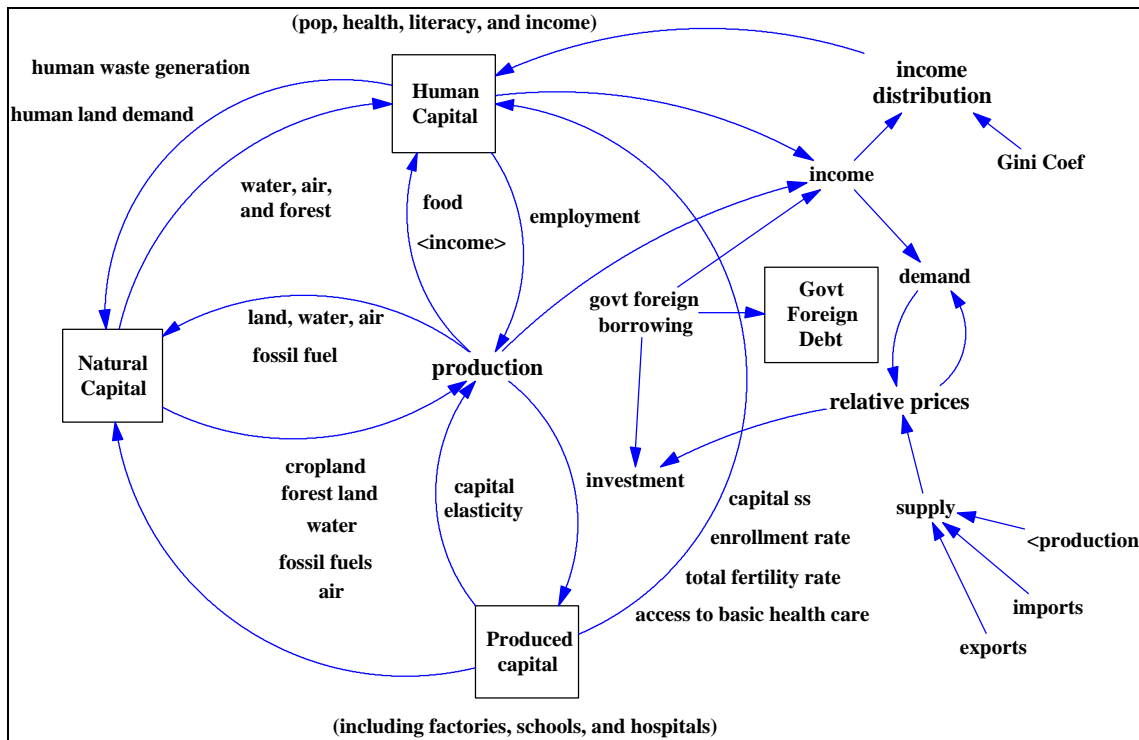 (pop, health, literacy, and income)
human waste generation
human land demand
Human
Capital
income
distribution
Gini Coef
income
water, air,
and forest
food
<income>
employment
demand
govt foreign
borrowing
Govt
Foreign
Debt
land, water, air
fossil fuel
Natural
Capital
production
relative prices
cropland
forest land
water
fossil fuels
air
capital
elasticity
investment
capital ss
enrollment rate
total fertility rate
access to basic health care
supply
<production
imports
exports
Produced
capital
(including factories, schools, and hospitals)